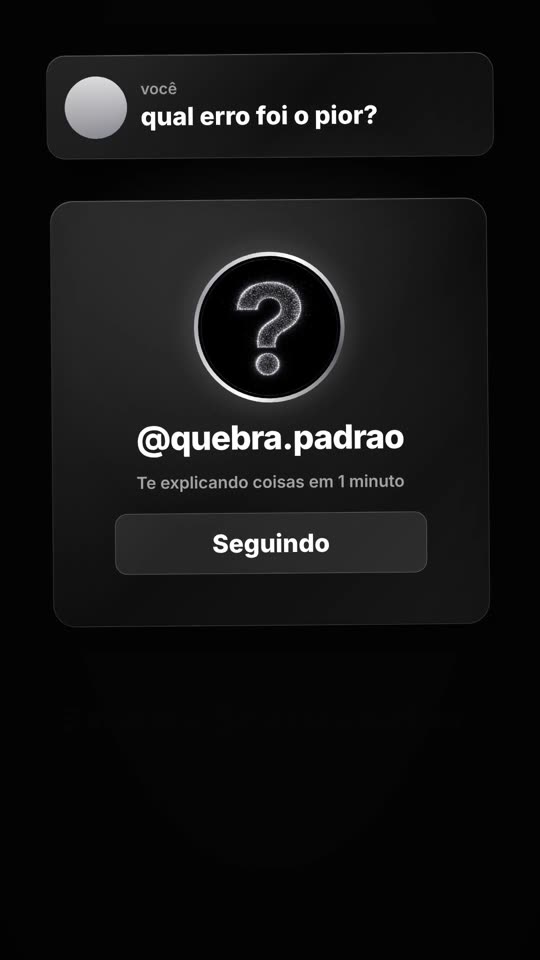 você
qual erro foi o pior?
?
@quebra.padrao
Te explicando coisas em 1 minuto
Seguindo